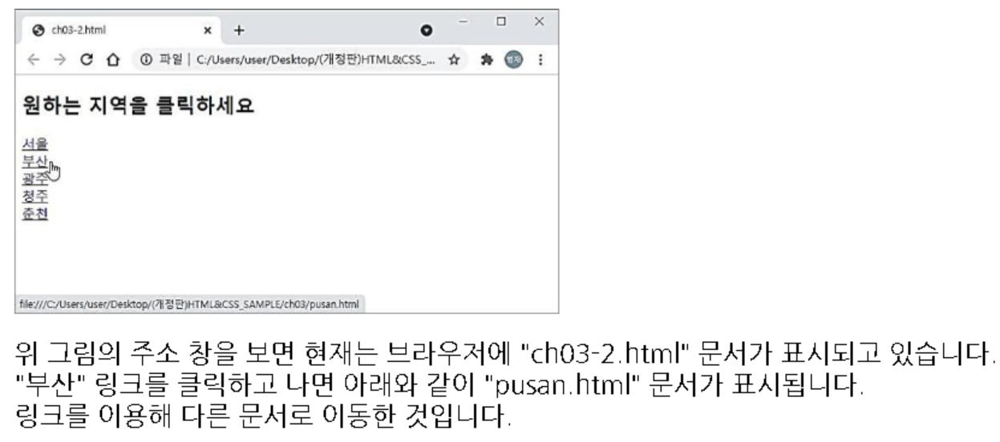 ch03-2.html
파일 | C:/Users/user/Desktop/(개정판)HTML&CSS_...
원하는 지역을 클릭하세요
서울
부산
광주
청주
춘천
file:///C:/Users/user/Desktop/(개정판)HTML&CSS_SAMPLE/ch03/pusan.html
위 그림의 주소 창을 보면 현재는 브라우저에 "ch03-2.html" 문서가 표시되고 있습니다.
"부산" 링크를 클릭하고 나면 아래와 같이 "pusan.html" 문서가 표시됩니다.
링크를 이용해 다른 문서로 이동한 것입니다.